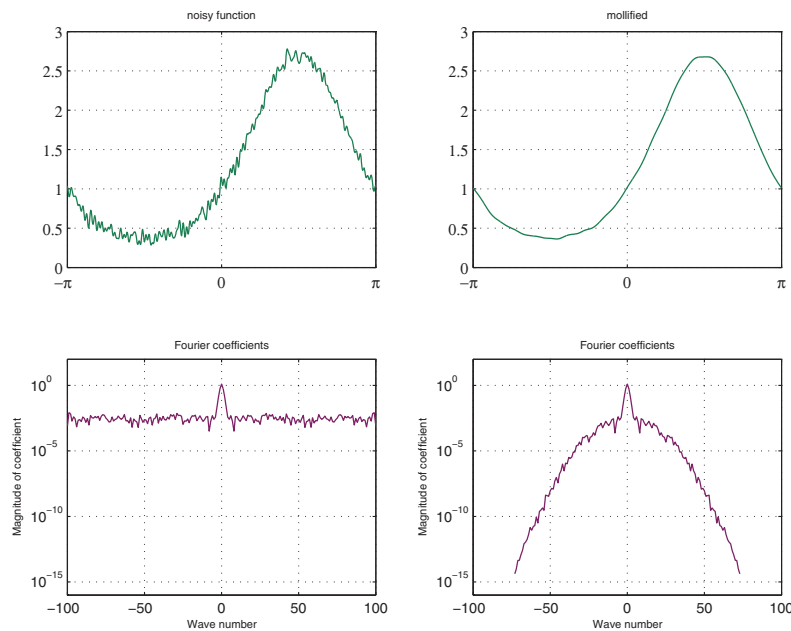 noisy function
3
2.5
2
1.5
1
0.5
0
−π
0
π
mollified
3
2.5
2
1.5
1
0.5
0
−π
0
π
Fourier coefficients
Magnitude of coefficient
10^0
10^−5
10^−10
10^−15
−100
−50
0
50
100
Wave number
Fourier coefficients
Magnitude of coefficient
10^0
10^−5
10^−10
10^−15
−100
−50
0
50
100
Wave number